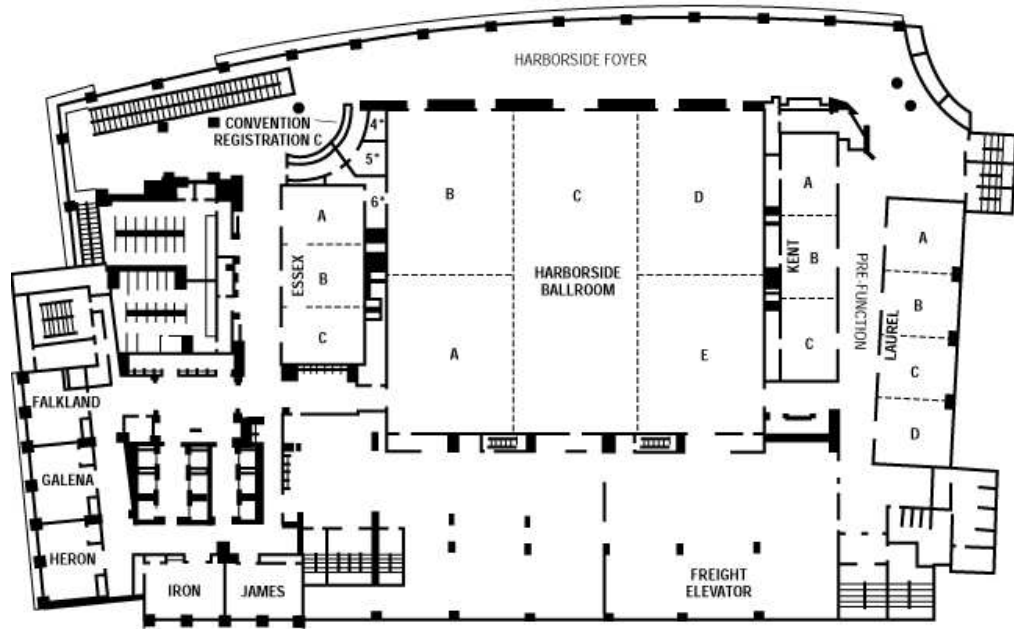 HARBORSIDE FOYER
CONVENTION
REGISTRATION C
4*
5*
6*
A
B
C
ESSEX
B
C
D
A
E
HARBORSIDE
BALLROOM
A
B
C
KENT
PRE-FUNCTION
A
B
C
D
LAUREL
FALKLAND
GALENA
HERON
IRON
JAMES
FREIGHT
ELEVATOR